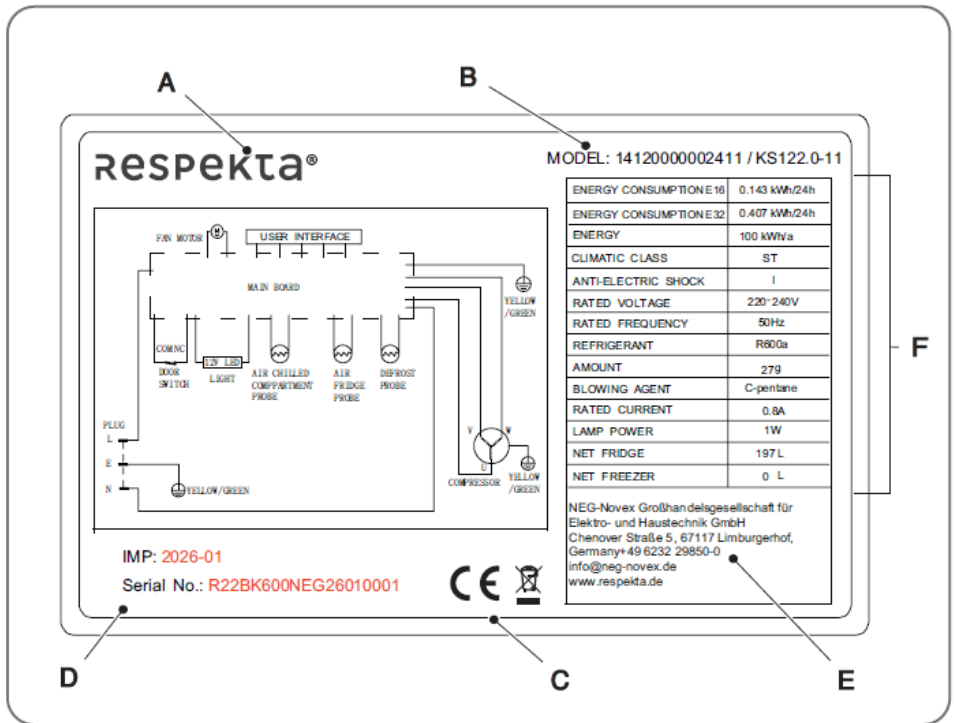 A
B
Respekta®
MODEL: 14120000002411 / KS122.0-11
ENERGY CONSUMPTION E16 0.143 kWh/24h
ENERGY CONSUMPTION E32 0.407 kWh/24h
ENERGY 100 kWh/a
CLIMATIC CLASS ST
ANTI-ELECTRIC SHOCK I
RATED VOLTAGE 220~240V
RATED FREQUENCY 50Hz
REFRIGERANT R600a
AMOUNT 27g
BLOWING AGENT C-pentane
RATED CURRENT 0.8A
LAMP POWER 1W
NET FRIDGE 197 L
NET FREEZER 0 L
F
FAN MOTOR
M
USER INTERFACE
MAIN BOARD
YELLOW
/GREEN
COM NC
DOOR
SWITCH
12V LED
LIGHT
AIR CHILLED
COMPPARTMENT
PROBE
AIR
FRIDGE
PROBE
DEFROST
PROBE
PLUG
L
E
N
YELLOW/GREEN
V
W
U
COMPRESSOR
YELLOW
/GREEN
NEG-Novex Großhandelsgesellschaft für
Elektro- und Haustechnik GmbH
Chenover Straße 5, 67117 Limburgerhof,
Germany+49 6232 29850-0
info@neg-novex.de
www.respekta.de
IMP: 2026-01
Serial No.: R22BK600NEG26010001
CE
D
C
E